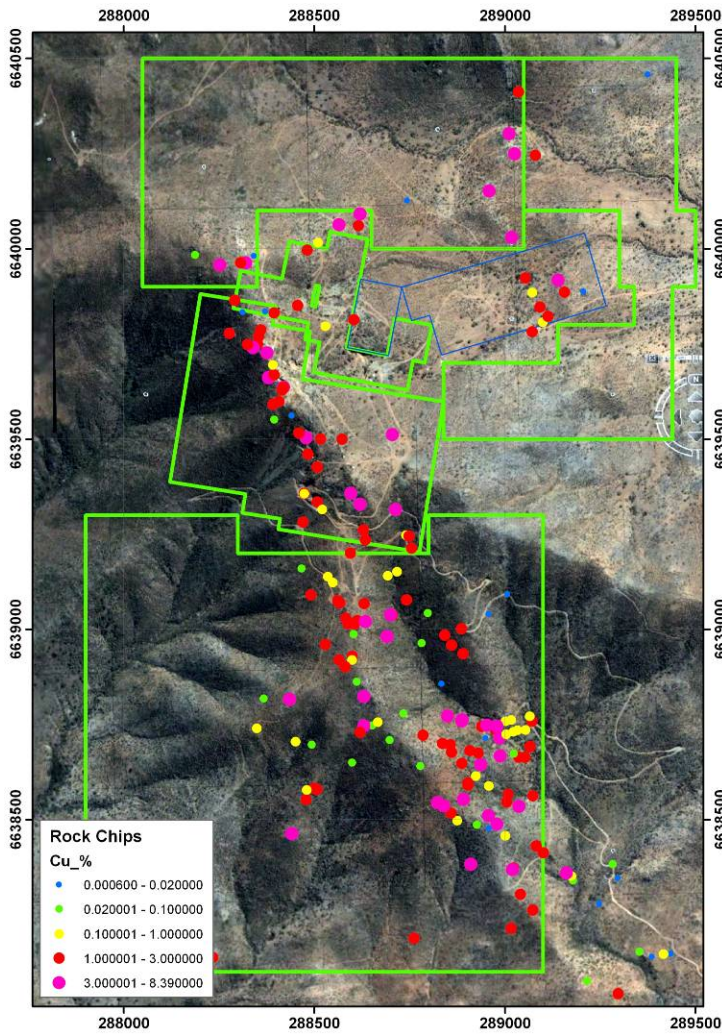 288000 288500 289000 289500
6640500 6640500
6640000 6640000
6639500 6639500
6639000 6639000
6638500 6638500
N
Rock Chips
Cu_%
0.000600 - 0.020000
0.020001 - 0.100000
0.100001 - 1.000000
1.000001 - 3.000000
3.000001 - 8.390000
288000 288500 289000 289500